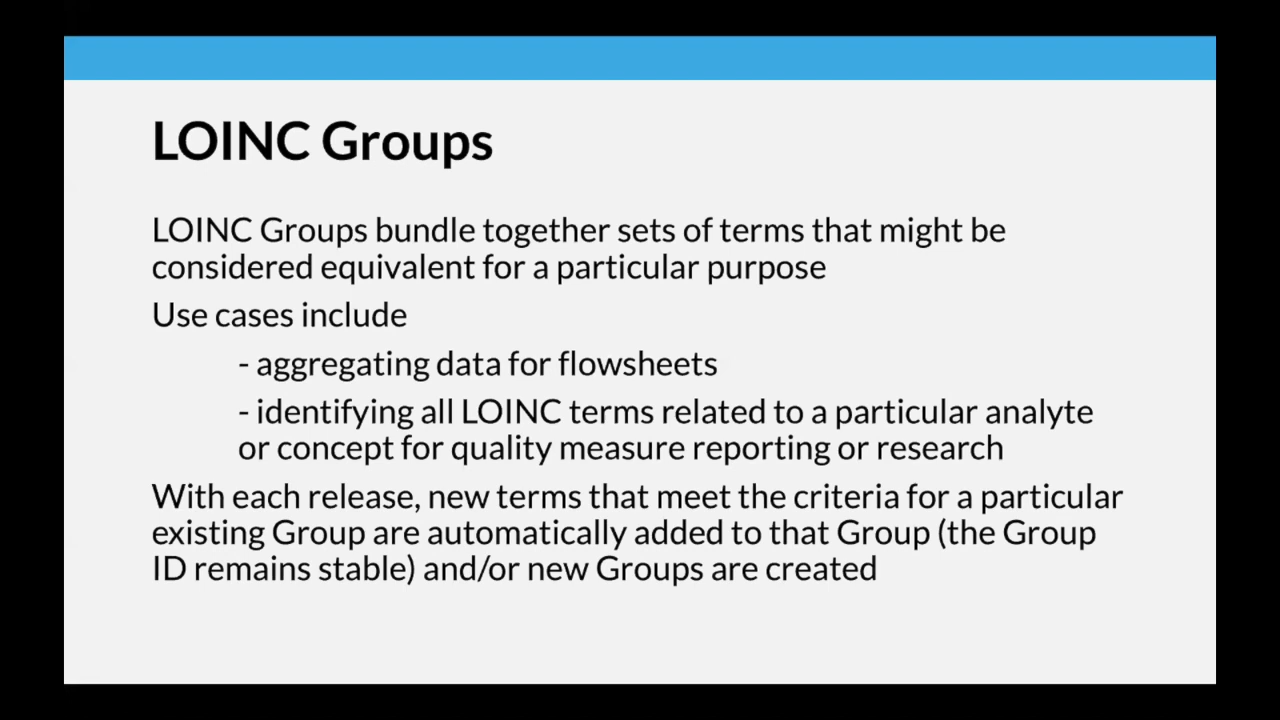 LOINC Groups
LOINC Groups bundle together sets of terms that might be
considered equivalent for a particular purpose
Use cases include
- aggregating data for flowsheets
- identifying all LOINC terms related to a particular analyte
or concept for quality measure reporting or research
With each release, new terms that meet the criteria for a particular
existing Group are automatically added to that Group (the Group
ID remains stable) and/or new Groups are created